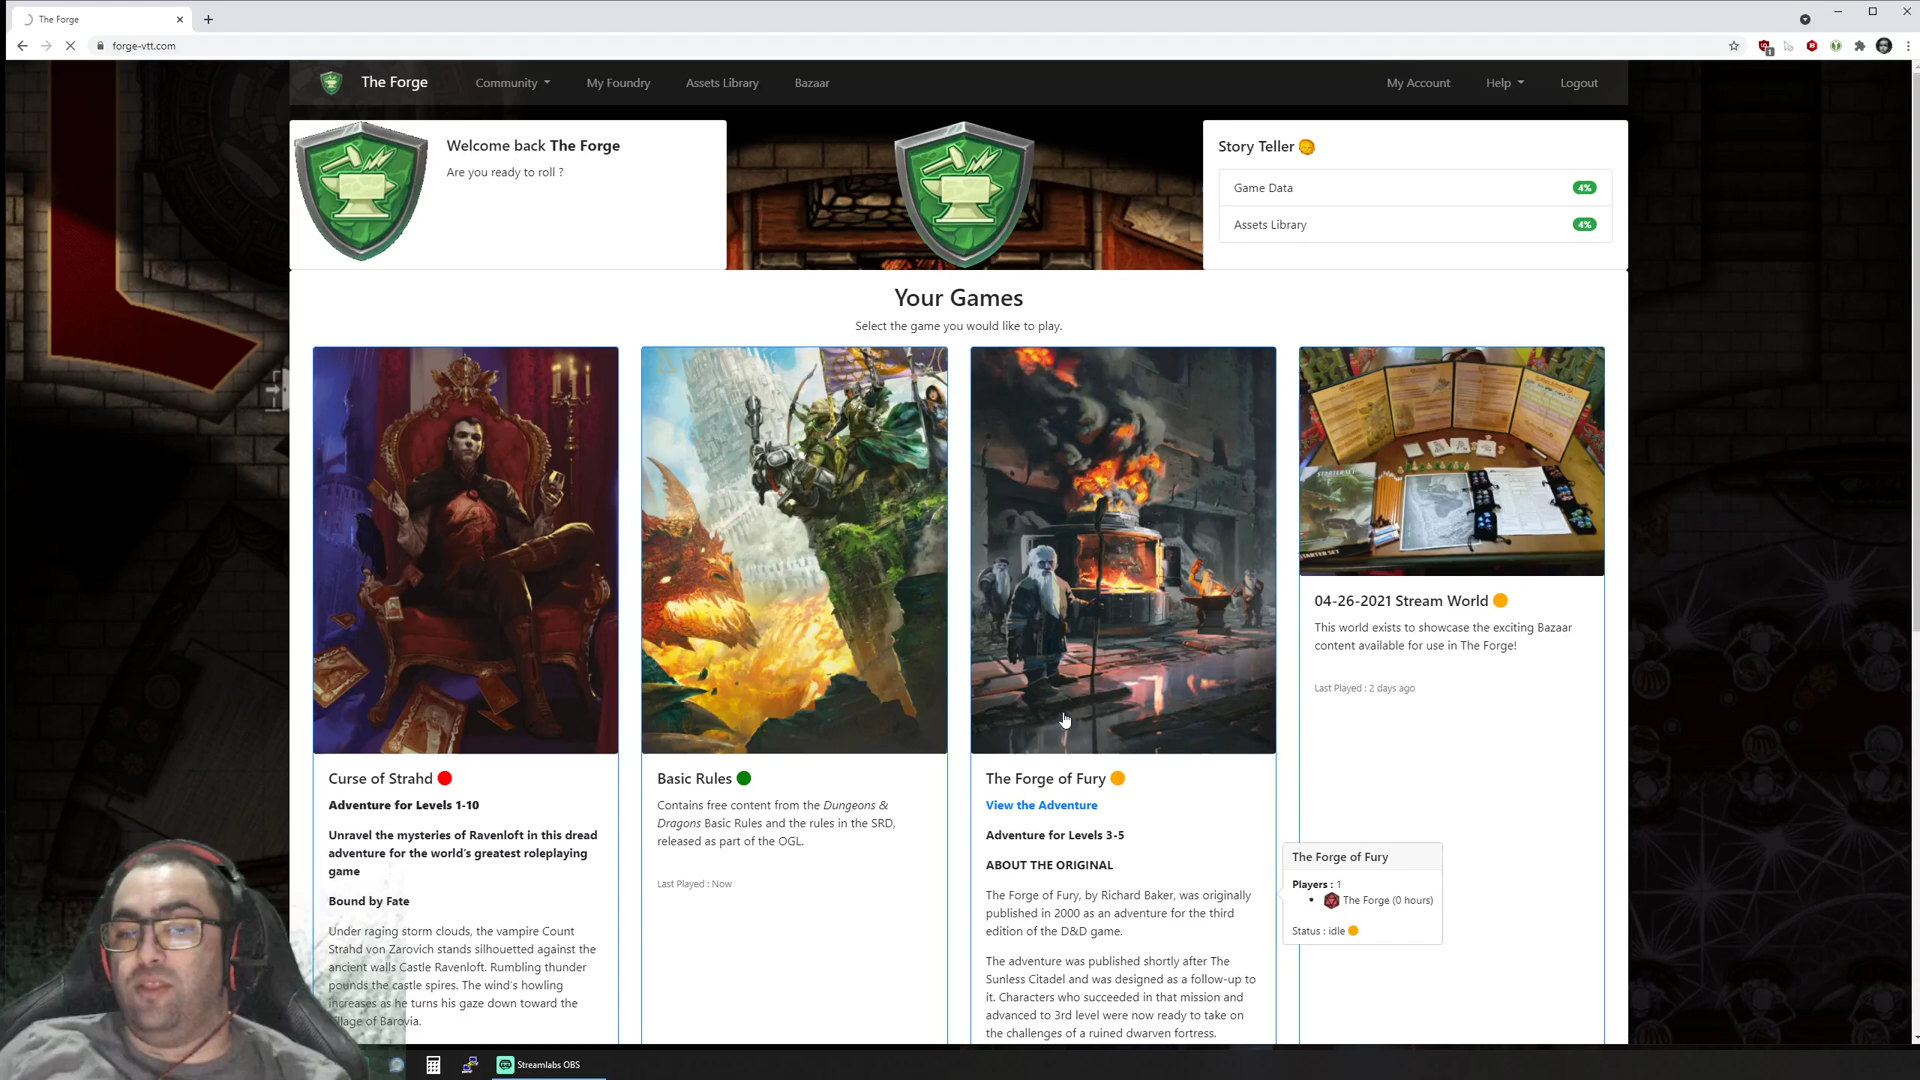 The Forge
forge-vtt.com
1
The Forge
Community
My Foundry
Assets Library
Bazaar
My Account
Help
Logout
Welcome back The Forge
Are you ready to roll ?
Story Teller
Game Data
4%
Assets Library
4%
Your Games
Select the game you would like to play.
STARTER SET
Curse of Strahd
Adventure for Levels 1-10
Unravel the mysteries of Ravenloft in this dread
adventure for the world's greatest roleplaying
game
Bound by Fate
Under raging storm clouds, the vampire Count
Strahd von Zarovich stands silhouetted against the
ancient walls Castle Ravenloft. Rumbling thunder
pounds the castle spires. The wind's howling
increases as he turns his gaze down toward the
village of Barovia.
Basic Rules
Contains free content from the Dungeons &
Dragons Basic Rules and the rules in the SRD,
released as part of the OGL.
Last Played : Now
The Forge of Fury
View the Adventure
Adventure for Levels 3-5
ABOUT THE ORIGINAL
The Forge of Fury, by Richard Baker, was originally
published in 2000 as an adventure for the third
edition of the D&D game.
The adventure was published shortly after The
Sunless Citadel and was designed as a follow-up to
it. Characters who succeeded in that mission and
advanced to 3rd level were now ready to take on
the challenges of a ruined dwarven fortress.
04-26-2021 Stream World
This world exists to showcase the exciting Bazaar
content available for use in The Forge!
Last Played : 2 days ago
The Forge of Fury
Players : 1
The Forge (0 hours)
Status : idle
Streamlabs OBS